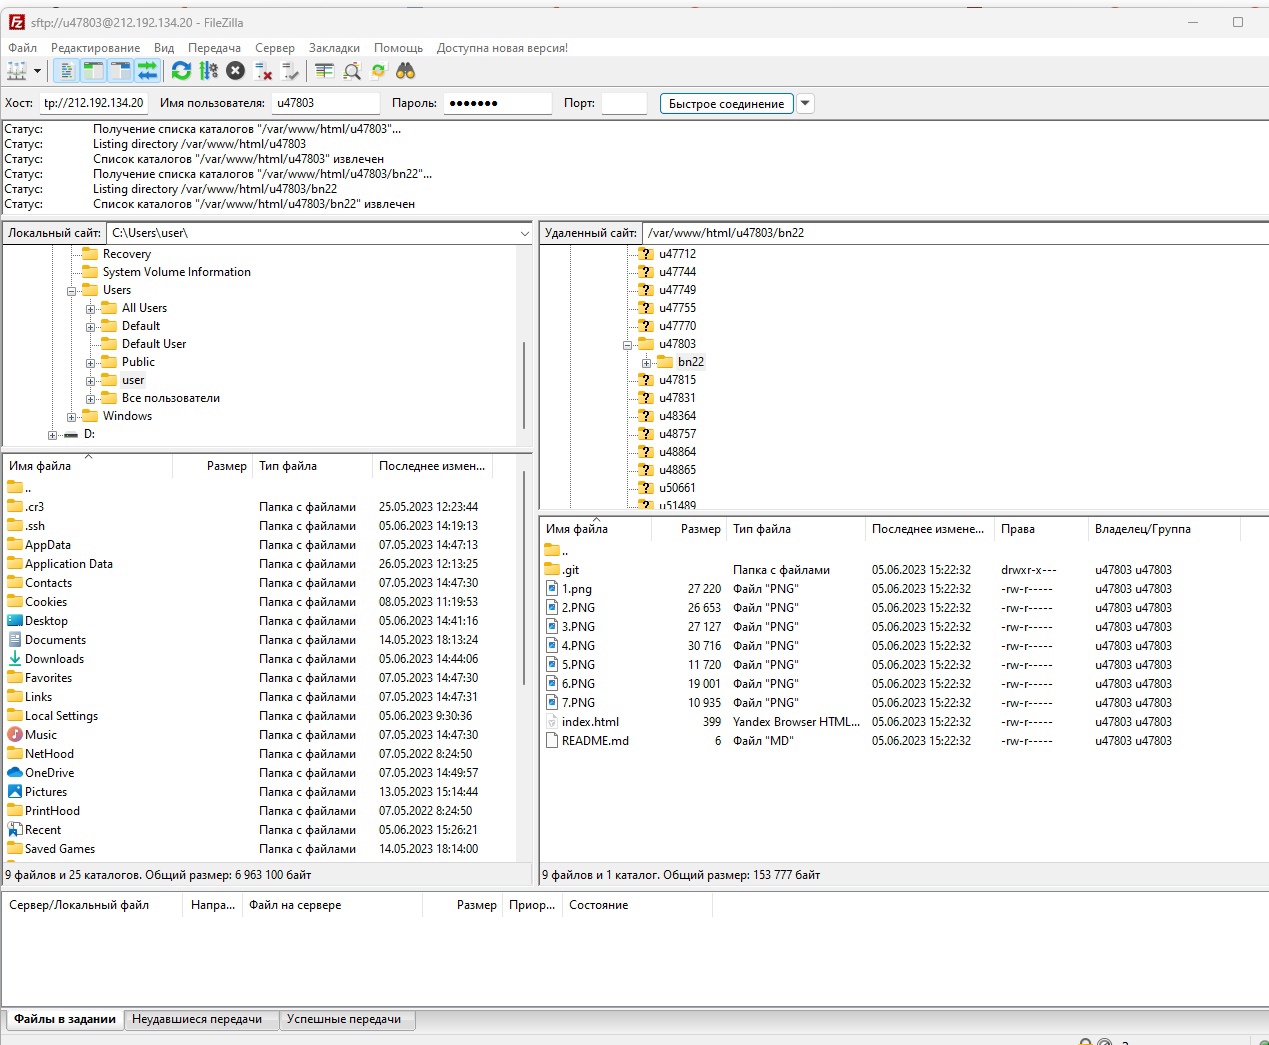 sftp://u47803@212.192.134.20 - FileZilla
Файл Редактирование Вид Передача Сервер Закладки Помощь Доступна новая версия!
Хост: tp://212.192.134.20 Имя пользователя: u47803 Пароль: ●●●●●●● Порт: Быстрое соединение
Статус: Получение списка каталогов "/var/www/html/u47803"...
Статус: Listing directory /var/www/html/u47803
Статус: Список каталогов "/var/www/html/u47803" извлечен
Статус: Получение списка каталогов "/var/www/html/u47803/bn22"...
Статус: Listing directory /var/www/html/u47803/bn22
Статус: Список каталогов "/var/www/html/u47803/bn22" извлечен
Локальный сайт: C:\Users\user\
Recovery
System Volume Information
Users
All Users
Default
Default User
Public
user
Все пользователи
Windows
D:
Имя файла Размер Тип файла Последнее измен...
..
.cr3 Папка с файлами 25.05.2023 12:23:44
.ssh Папка с файлами 05.06.2023 14:19:13
AppData Папка с файлами 07.05.2023 14:47:13
Application Data Папка с файлами 26.05.2023 12:13:25
Contacts Папка с файлами 07.05.2023 14:47:30
Cookies Папка с файлами 08.05.2023 11:19:53
Desktop Папка с файлами 05.06.2023 14:41:16
Documents Папка с файлами 14.05.2023 18:13:24
Downloads Папка с файлами 05.06.2023 14:44:06
Favorites Папка с файлами 07.05.2023 14:47:30
Links Папка с файлами 07.05.2023 14:47:31
Local Settings Папка с файлами 05.06.2023 9:30:36
Music Папка с файлами 07.05.2023 14:47:30
NetHood Папка с файлами 07.05.2022 8:24:50
OneDrive Папка с файлами 07.05.2023 14:49:57
Pictures Папка с файлами 13.05.2023 15:14:44
PrintHood Папка с файлами 07.05.2022 8:24:50
Recent Папка с файлами 05.06.2023 15:26:21
Saved Games Папка с файлами 14.05.2023 18:14:00
9 файлов и 25 каталогов. Общий размер: 6 963 100 байт
Удаленный сайт: /var/www/html/u47803/bn22
u47712
u47744
u47749
u47755
u47770
u47803
bn22
u47815
u47831
u48364
u48757
u48864
u48865
u50661
u51489
Имя файла Размер Тип файла Последнее измене... Права Владелец/Группа
..
.git Папка с файлами 05.06.2023 15:22:32 drwxr-x--- u47803 u47803
1.png 27 220 Файл "PNG" 05.06.2023 15:22:32 -rw-r----- u47803 u47803
2.PNG 26 653 Файл "PNG" 05.06.2023 15:22:32 -rw-r----- u47803 u47803
3.PNG 27 127 Файл "PNG" 05.06.2023 15:22:32 -rw-r----- u47803 u47803
4.PNG 30 716 Файл "PNG" 05.06.2023 15:22:32 -rw-r----- u47803 u47803
5.PNG 11 720 Файл "PNG" 05.06.2023 15:22:32 -rw-r----- u47803 u47803
6.PNG 19 001 Файл "PNG" 05.06.2023 15:22:32 -rw-r----- u47803 u47803
7.PNG 10 935 Файл "PNG" 05.06.2023 15:22:32 -rw-r----- u47803 u47803
index.html 399 Yandex Browser HTML... 05.06.2023 15:22:32 -rw-r----- u47803 u47803
README.md 6 Файл "MD" 05.06.2023 15:22:32 -rw-r----- u47803 u47803
9 файлов и 1 каталог. Общий размер: 153 777 байт
Сервер/Локальный файл Напра... Файл на сервере Размер Приор... Состояние
Файлы в задании Неудавшиеся передачи Успешные передачи